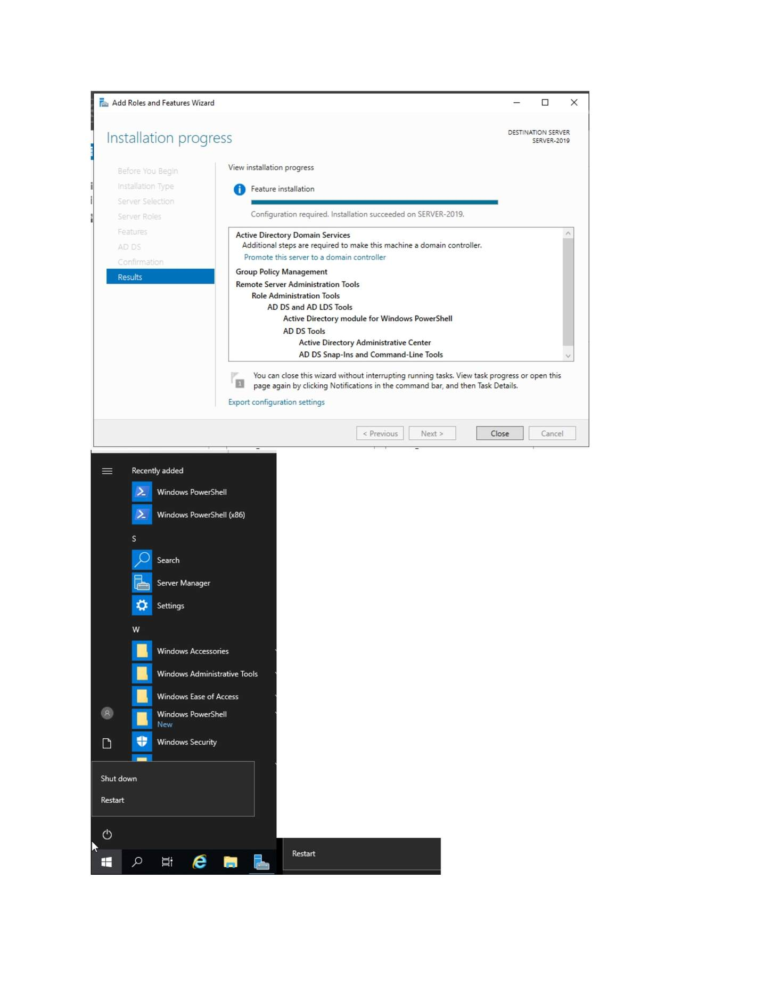 Add Roles and Features Wizard
Installation progress
DESTINATION SERVER
SERVER-2019
Before You Begin
Installation Type
Server Selection
Server Roles
Features
AD DS
Confirmation
Results
View installation progress
Feature installation
Configuration required. Installation succeeded on SERVER-2019.
Active Directory Domain Services
Additional steps are required to make this machine a domain controller.
Promote this server to a domain controller
Group Policy Management
Remote Server Administration Tools
Role Administration Tools
AD DS and AD LDS Tools
Active Directory module for Windows PowerShell
AD DS Tools
Active Directory Administrative Center
AD DS Snap-Ins and Command-Line Tools
1
You can close this wizard without interrupting running tasks. View task progress or open this
page again by clicking Notifications in the command bar, and then Task Details.
Export configuration settings
< Previous
Next >
Close
Cancel
Recently added
Windows PowerShell
Windows PowerShell (x86)
S
Search
Server Manager
Settings
W
Windows Accessories
Windows Administrative Tools
Windows Ease of Access
Windows PowerShell
New
Windows Security
Shut down
Restart
Restart